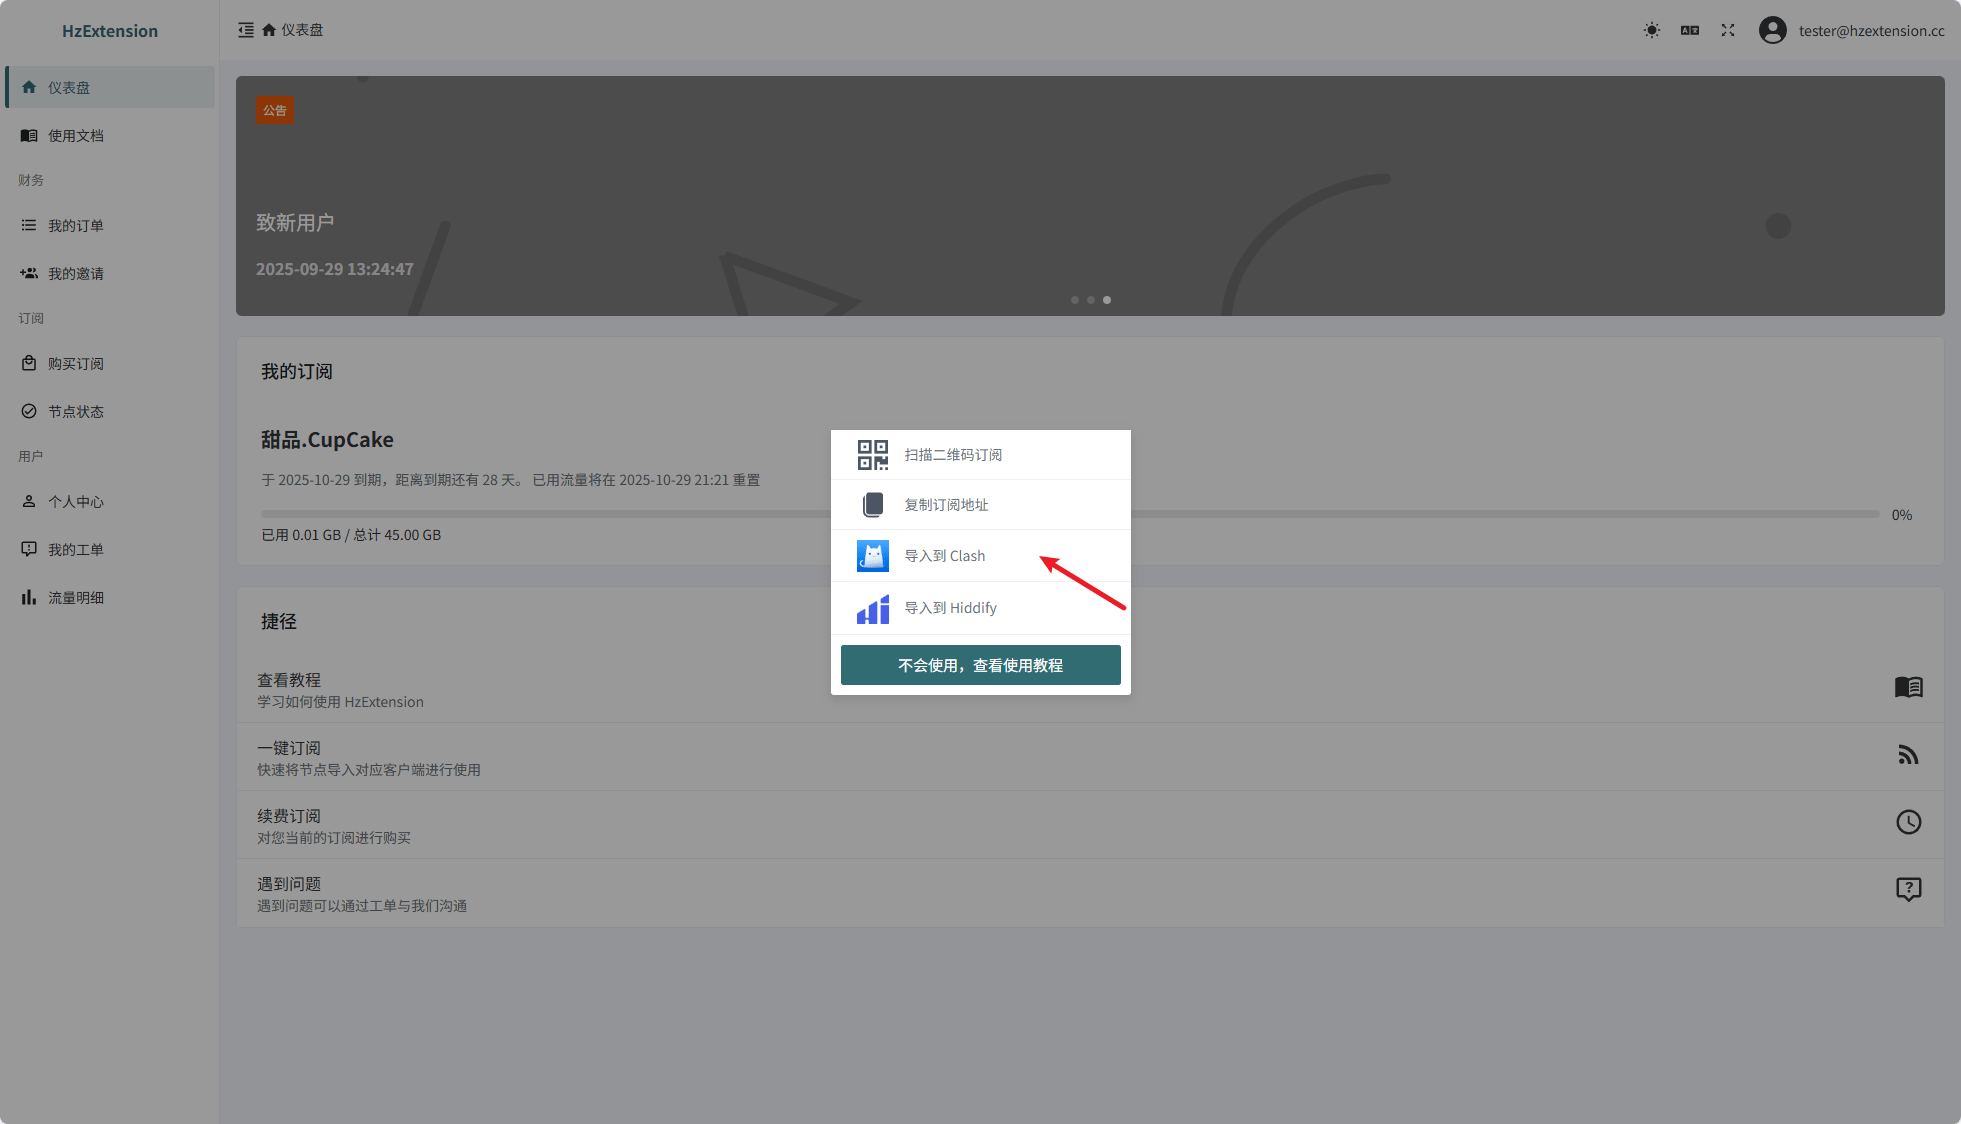 HzExtension
仪表盘
使用文档
财务
我的订单
我的邀请
订阅
购买订阅
节点状态
用户
个人中心
我的工单
流量明细
仪表盘
tester@hzextension.cc
公告
致新用户
2025-09-29 13:24:47
我的订阅
甜品.CupCake
于 2025-10-29 到期，距离到期还有 28 天。 已用流量将在 2025-10-29 21:21 重置
0%
已用 0.01 GB / 总计 45.00 GB
扫描二维码订阅
复制订阅地址
导入到 Clash
导入到 Hiddify
不会使用，查看使用教程
捷径
查看教程
学习如何使用 HzExtension
一键订阅
快速将节点导入对应客户端进行使用
续费订阅
对您当前的订阅进行购买
遇到问题
遇到问题可以通过工单与我们沟通